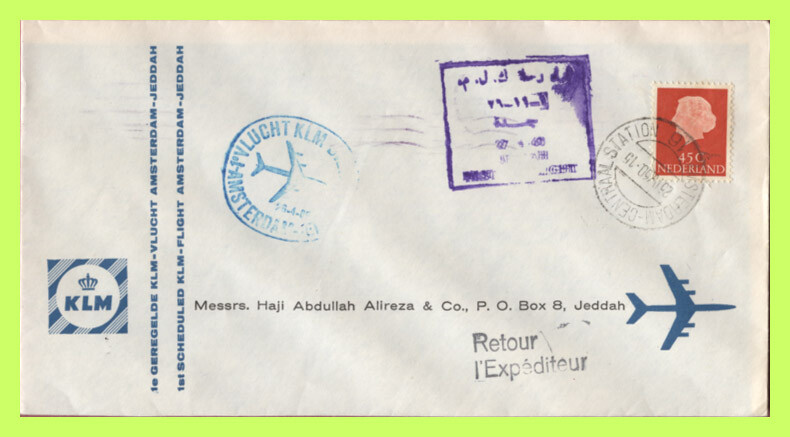 1e GEREGELDE KLM-VLUCHT AMSTERDAM-JEDDAH
1st SCHEDULED KLM-FLIGHT AMSTERDAM-JEDDAH
KLM
VLUCHT KLM
AMSTERDAM
ك. ل. م
45C
NEDERLAND
AMSTERDAM-CENTRAAL STATION
Messrs. Haji Abdullah Alireza & Co., P. O. Box 8, Jeddah
Retour
l'Expéditeur